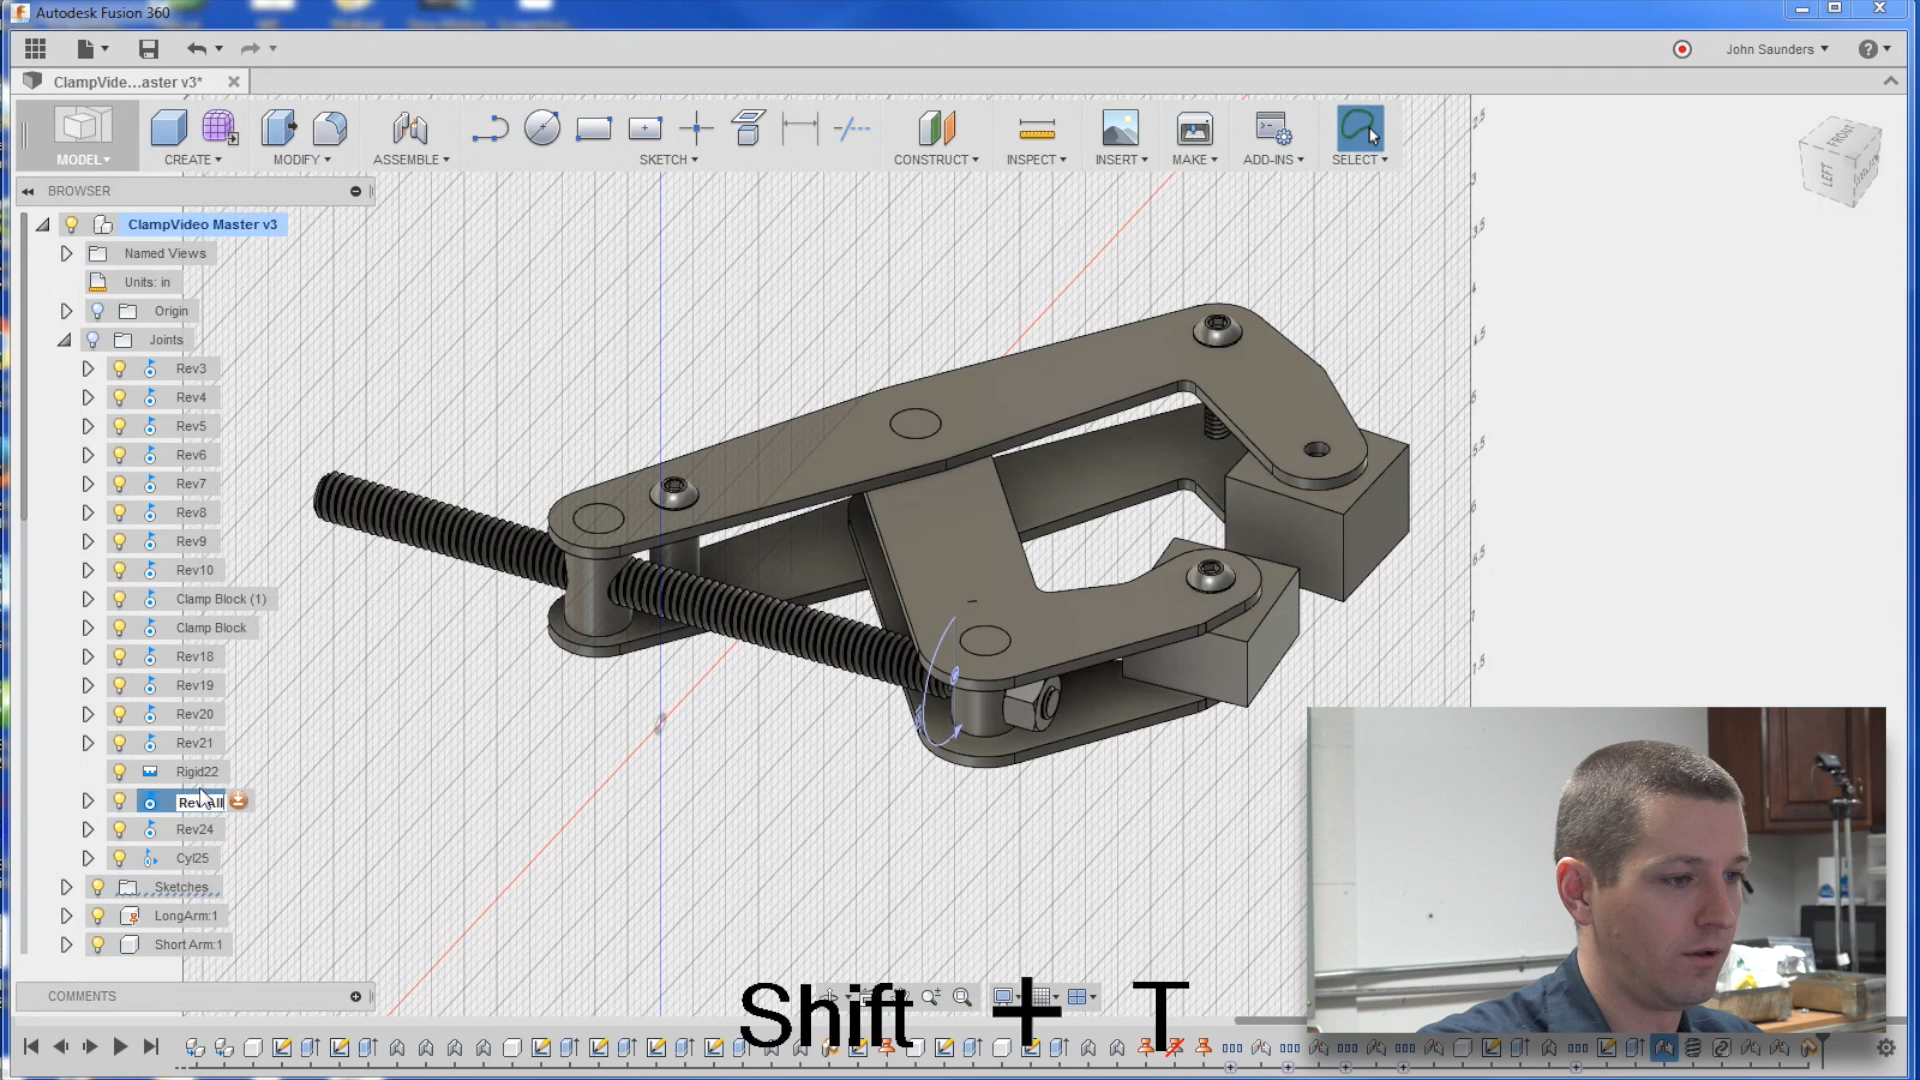 Autodesk Fusion 360
John Saunders
ClampVide...aster v3*
MODEL
CREATE
MODIFY
ASSEMBLE
SKETCH
CONSTRUCT
INSPECT
INSERT
MAKE
ADD-INS
SELECT
BROWSER
ClampVideo Master v3
Named Views
Units: in
Origin
Joints
Rev3
Rev4
Rev5
Rev6
Rev7
Rev8
Rev9
Rev10
Clamp Block (1)
Clamp Block
Rev18
Rev19
Rev20
Rev21
Rigid22
Rev24
Cyl25
Sketches
LongArm:1
Short Arm:1
COMMENTS
FRONT
LEFT
Shift + T